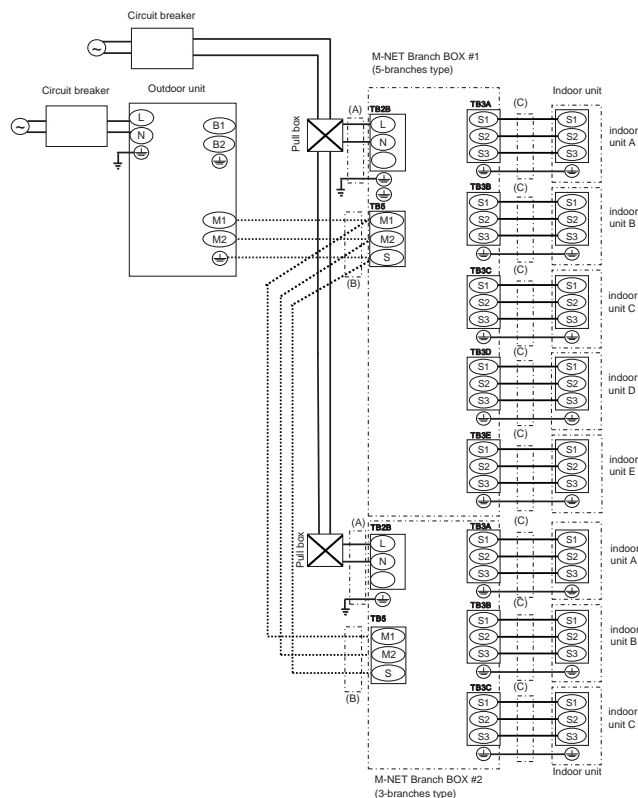 Circuit breaker
M-NET Branch BOX #1
(5-branches type)
Circuit breaker
Outdoor unit
Indoor unit
~
~
L
N
B1
B2
M1
M2
Pull box
(A)
TB2B
L
N
TB5
M1
M2
S
(B)
TB3A
(C)
S1
S2
S3
S1
S2
S3
indoor
unit A
TB3B
(C)
S1
S2
S3
S1
S2
S3
indoor
unit B
TB3C
(C)
S1
S2
S3
S1
S2
S3
indoor
unit C
TB3D
(C)
S1
S2
S3
S1
S2
S3
indoor
unit D
TB3E
(C)
S1
S2
S3
S1
S2
S3
indoor
unit E
Pull box
(A)
TB2B
L
N
TB5
M1
M2
S
(B)
TB3A
(C)
S1
S2
S3
S1
S2
S3
indoor
unit A
TB3B
(C)
S1
S2
S3
S1
S2
S3
indoor
unit B
TB3C
(C)
S1
S2
S3
S1
S2
S3
indoor
unit C
Indoor unit
M-NET Branch BOX #2
(3-branches type)